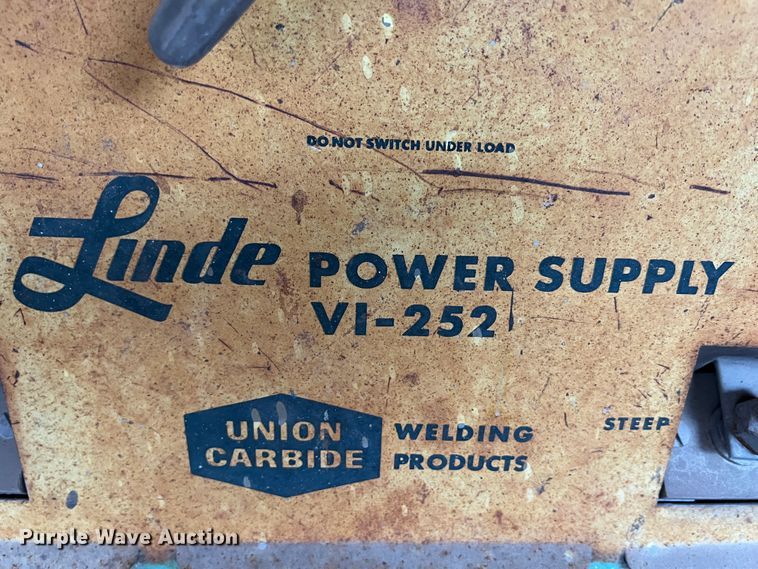 DO NOT SWITCH UNDER LOAD
Linde POWER SUPPLY
VI-252
UNION CARBIDE
WELDING PRODUCTS
STEEP
Purple Wave Auction